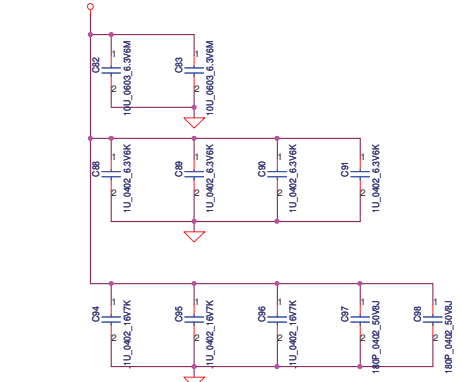 C82
1
2
10U_0603_6.3V6M
C83
1
2
10U_0603_6.3V6M
C88
1
2
1U_0402_6.3V6K
C89
1
2
1U_0402_6.3V6K
C90
1
2
1U_0402_6.3V6K
C91
1
2
1U_0402_6.3V6K
C94
1
2
.1U_0402_16V7K
C95
1
2
.1U_0402_16V7K
C96
1
2
.1U_0402_16V7K
C97
1
2
180P_0402_50V8J
C98
1
2
180P_0402_50V8J